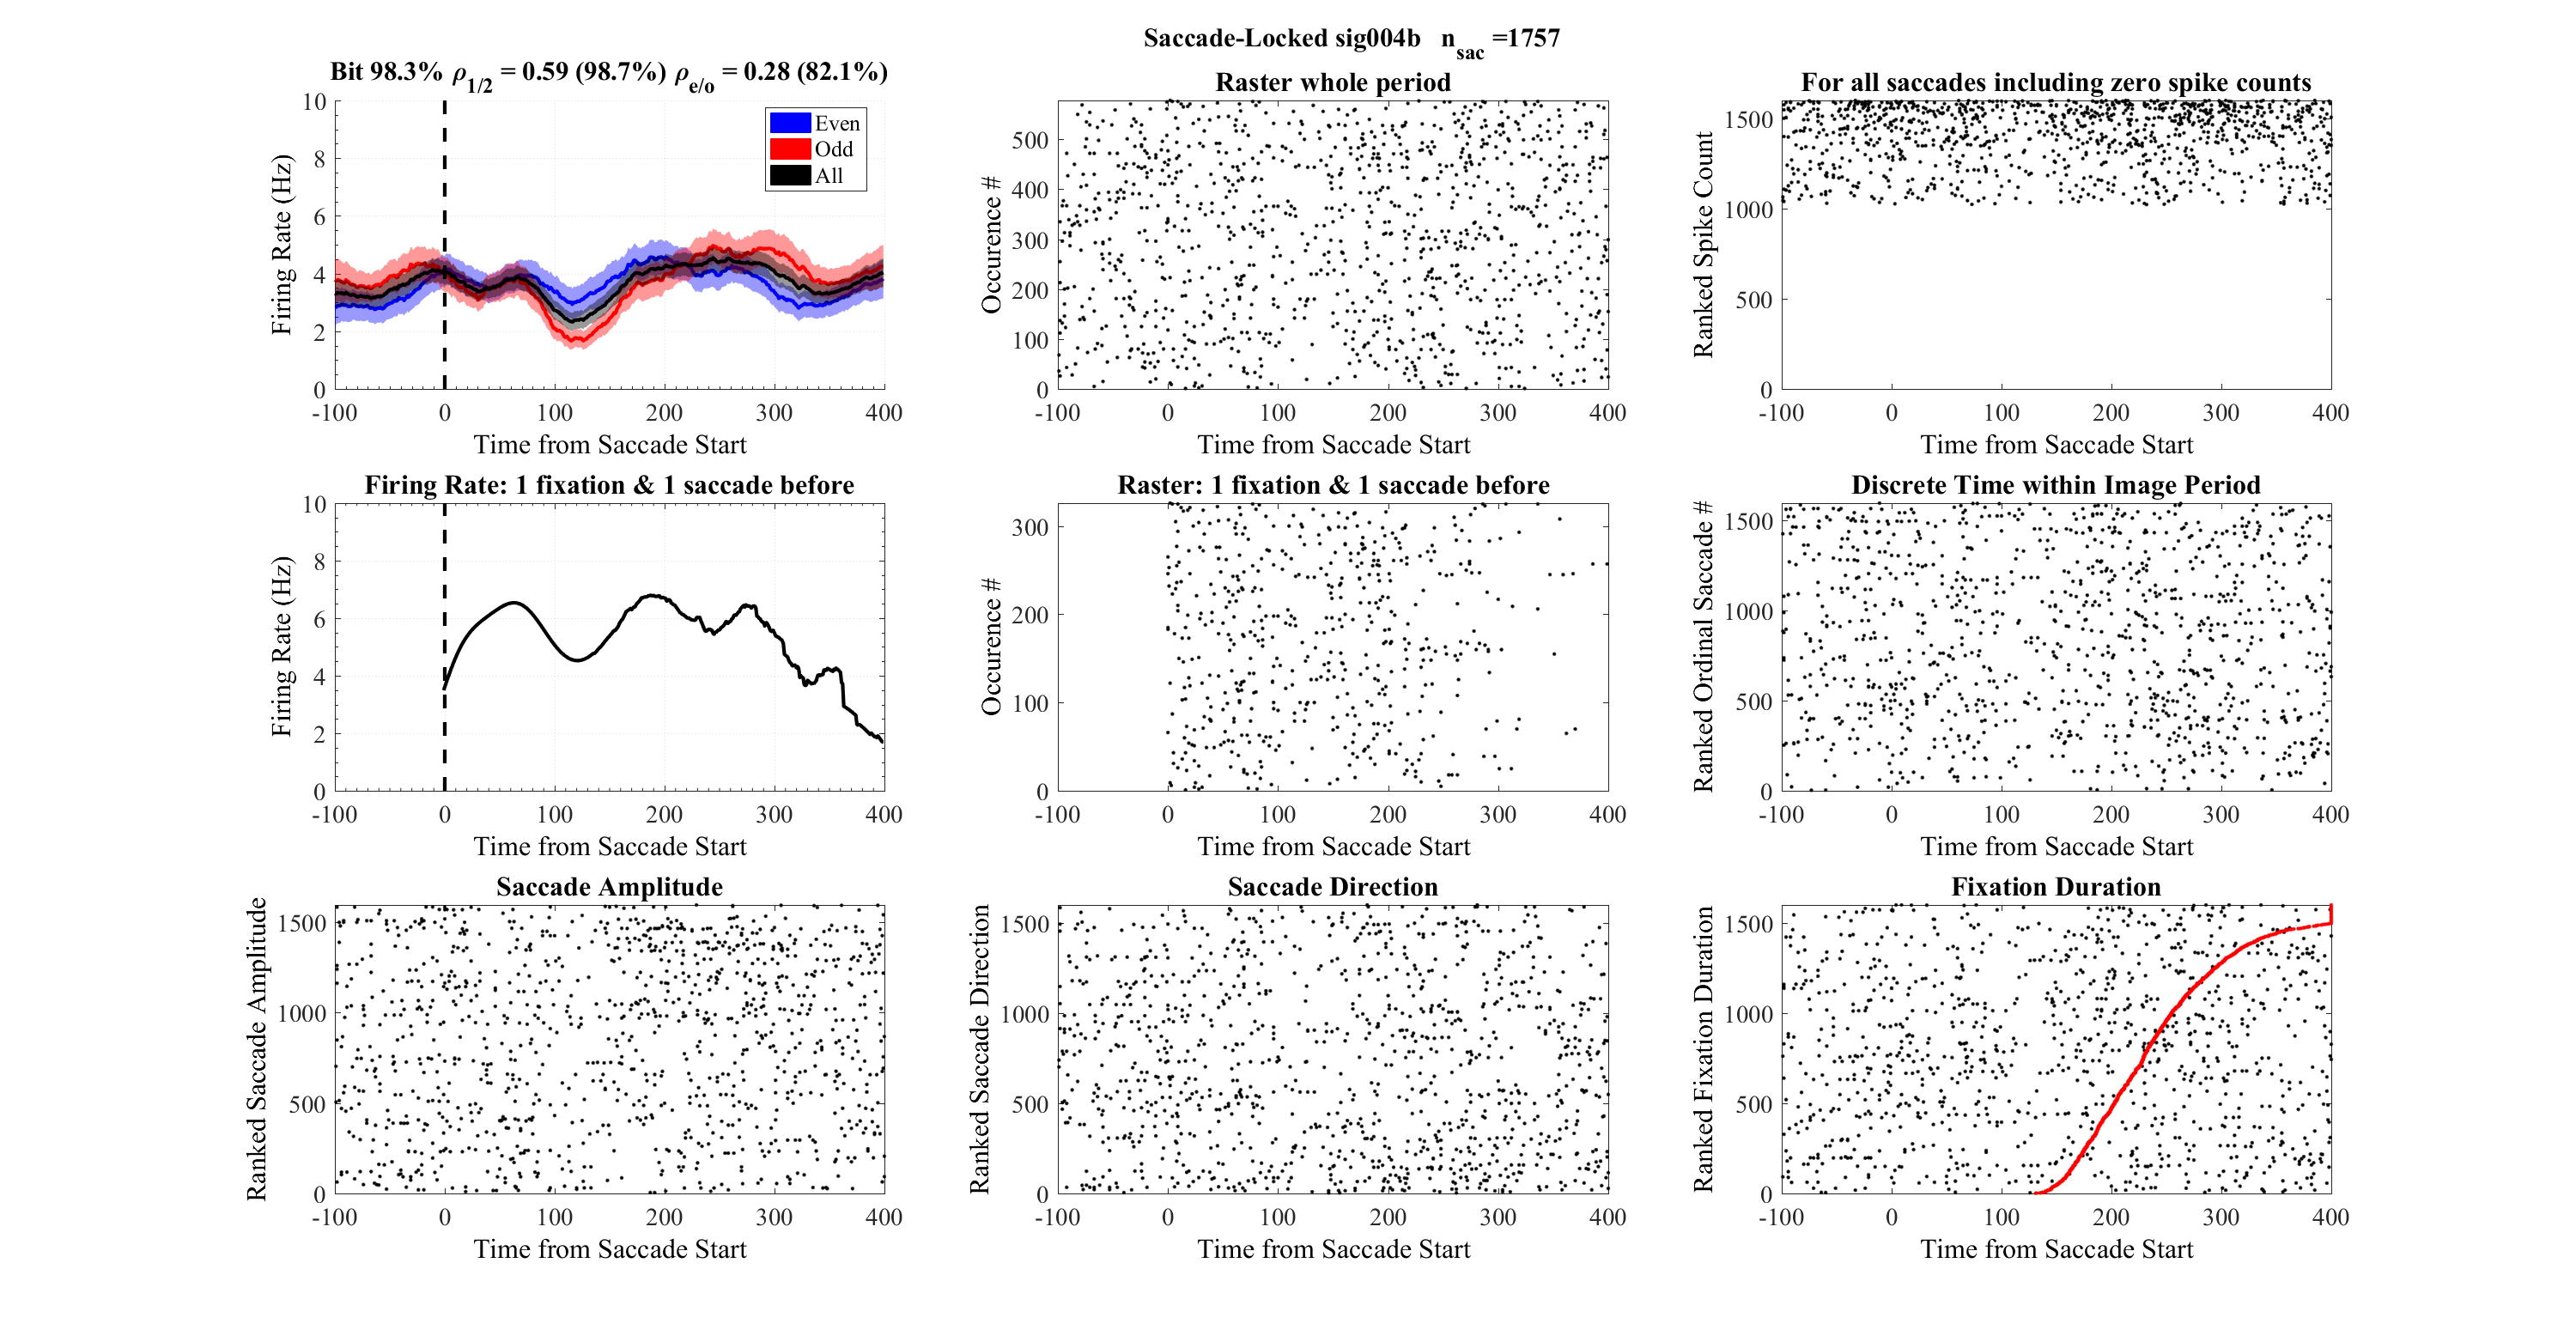 Saccade-Locked sig004b n_sac =1757
Bit 98.3% ρ_1/2 = 0.59 (98.7%) ρ_e/o = 0.28 (82.1%)
10
8
6
4
2
0
Firing Rate (Hz)
Even
Odd
All
-100 0 100 200 300 400
Time from Saccade Start
Raster whole period
500
400
300
200
100
0
Occurence #
-100 0 100 200 300 400
Time from Saccade Start
For all saccades including zero spike counts
1500
1000
500
0
Ranked Spike Count
-100 0 100 200 300 400
Time from Saccade Start
Firing Rate: 1 fixation & 1 saccade before
10
8
6
4
2
0
Firing Rate (Hz)
-100 0 100 200 300 400
Time from Saccade Start
Raster: 1 fixation & 1 saccade before
300
200
100
0
Occurence #
-100 0 100 200 300 400
Time from Saccade Start
Discrete Time within Image Period
1500
1000
500
0
Ranked Ordinal Saccade #
-100 0 100 200 300 400
Time from Saccade Start
Saccade Amplitude
1500
1000
500
0
Ranked Saccade Amplitude
-100 0 100 200 300 400
Time from Saccade Start
Saccade Direction
1500
1000
500
0
Ranked Saccade Direction
-100 0 100 200 300 400
Time from Saccade Start
Fixation Duration
1500
1000
500
0
Ranked Fixation Duration
-100 0 100 200 300 400
Time from Saccade Start